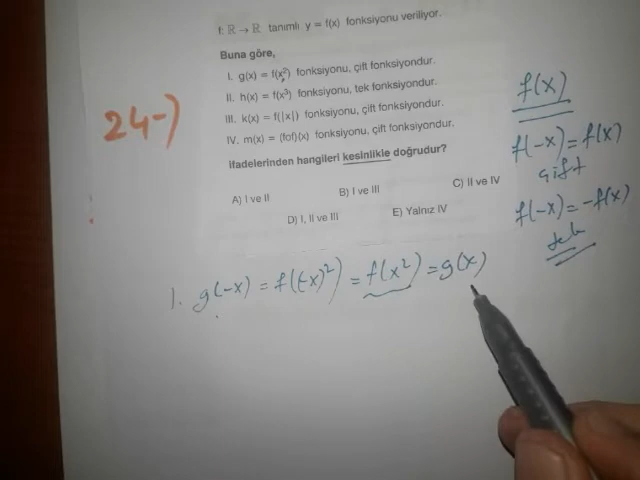 f: ℝ → ℝ tanımlı y = f(x) fonksiyonu veriliyor.
Buna göre,
I. g(x) = f(x²) fonksiyonu, çift fonksiyondur.
II. h(x) = f(x³) fonksiyonu, tek fonksiyondur.
III. k(x) = f(|x|) fonksiyonu, çift fonksiyondur.
IV. m(x) = (fof)(x) fonksiyonu, çift fonksiyondur.
ifadelerinden hangileri kesinlikle doğrudur?
A) I ve II B) I ve III C) II ve IV
D) I, II ve III E) Yalnız IV
24-)
f(x)
f(-x) = f(x)
çift
f(-x) = -f(x)
tek
1. g(-x) = f((-x)²) = f(x²) = g(x)